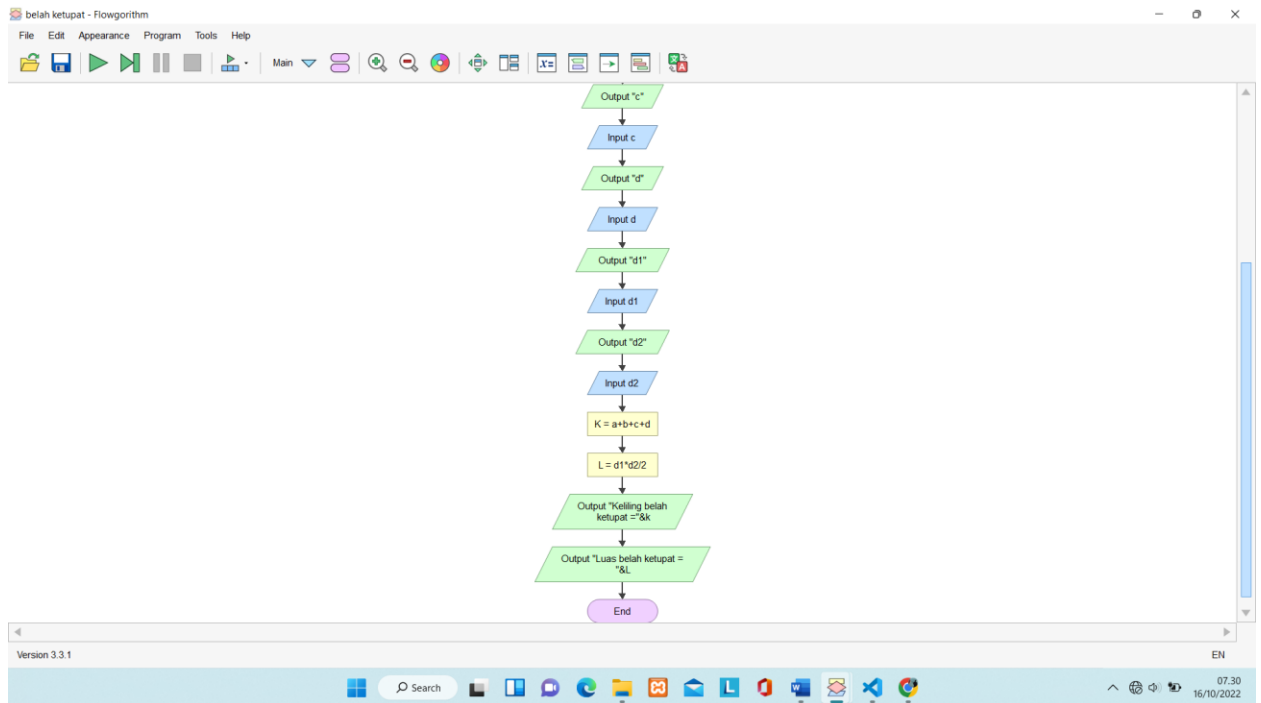 belah ketupat - Flowgorithm
File Edit Appearance Program Tools Help
Main
x=
Output "c"
Input c
Output "d"
Input d
Output "d1"
Input d1
Output "d2"
Input d2
K = a+b+c+d
L = d1*d2/2
Output "Keliling belah
ketupat ="&k
Output "Luas belah ketupat =
"&L
End
Version 3.3.1
EN
Search
07.30
16/10/2022